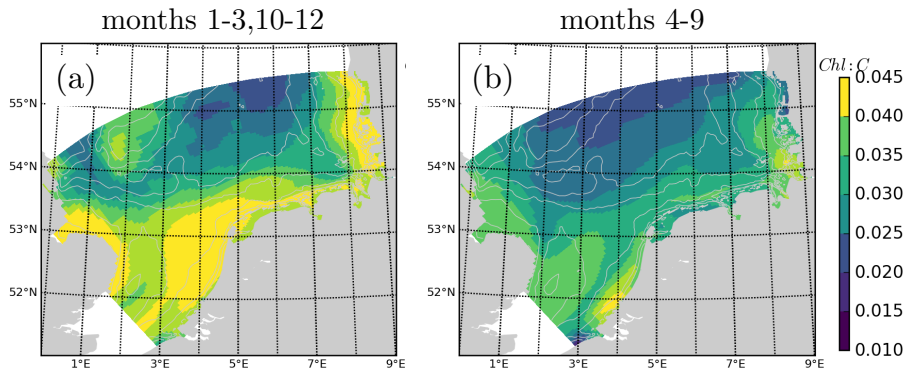 months 1-3,10-12
months 4-9
(a)
(b)
Chl:C
55°N
54°N
53°N
52°N
1°E 3°E 5°E 7°E 9°E
55°N
54°N
53°N
52°N
1°E 3°E 5°E 7°E 9°E
0.045
0.040
0.035
0.030
0.025
0.020
0.015
0.010